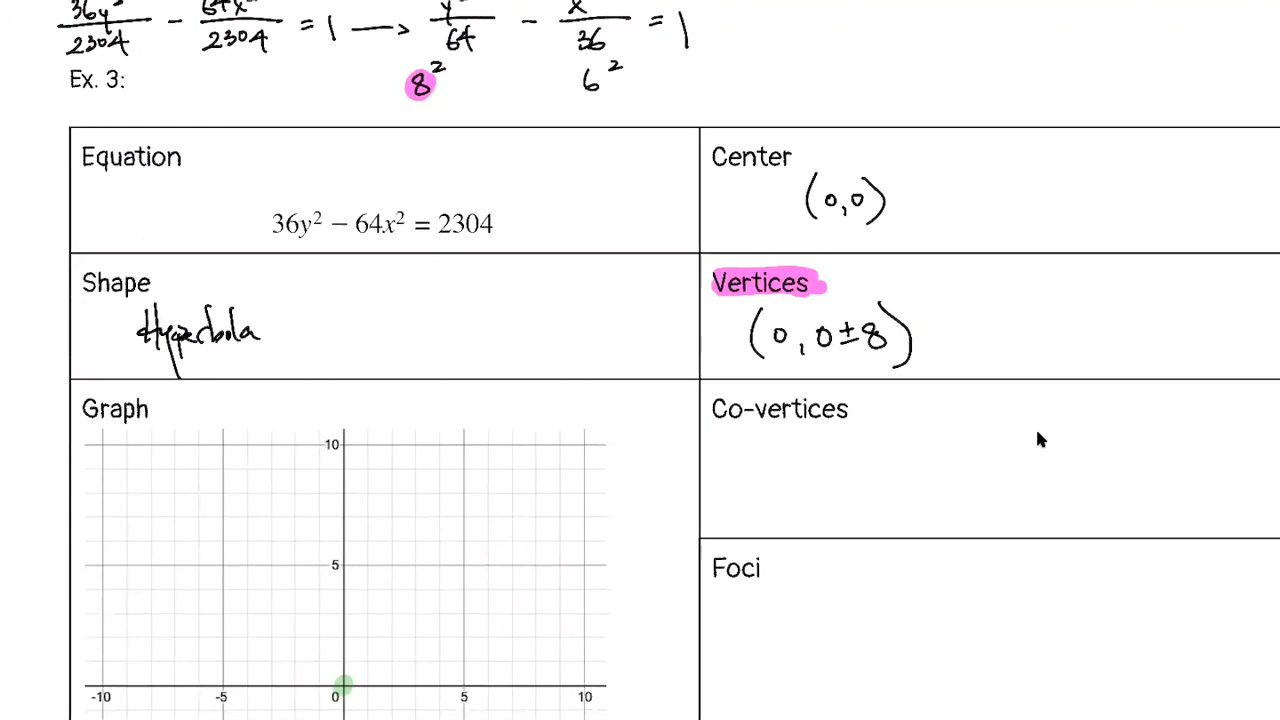 36y² / 2304 − 64x² / 2304 = 1 → y² / 64 − x² / 36 = 1
Ex. 3: 8² 6²
Equation
36y² − 64x² = 2304
Center
(0,0)
Shape
Hyperbola
Vertices
(0, 0±8)
Graph
10
5
-10 -5 0 5 10
Co-vertices
Foci